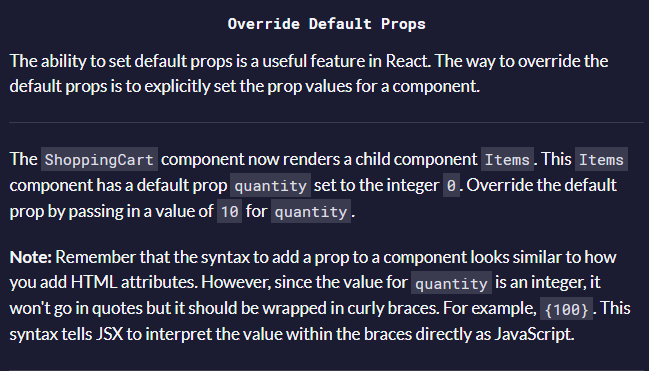 Override Default Props
The ability to set default props is a useful feature in React. The way to override the
default props is to explicitly set the prop values for a component.
The ShoppingCart component now renders a child component Items. This Items
component has a default prop quantity set to the integer 0. Override the default
prop by passing in a value of 10 for quantity.
Note: Remember that the syntax to add a prop to a component looks similar to how
you add HTML attributes. However, since the value for quantity is an integer, it
won't go in quotes but it should be wrapped in curly braces. For example, {100}. This
syntax tells JSX to interpret the value within the braces directly as JavaScript.